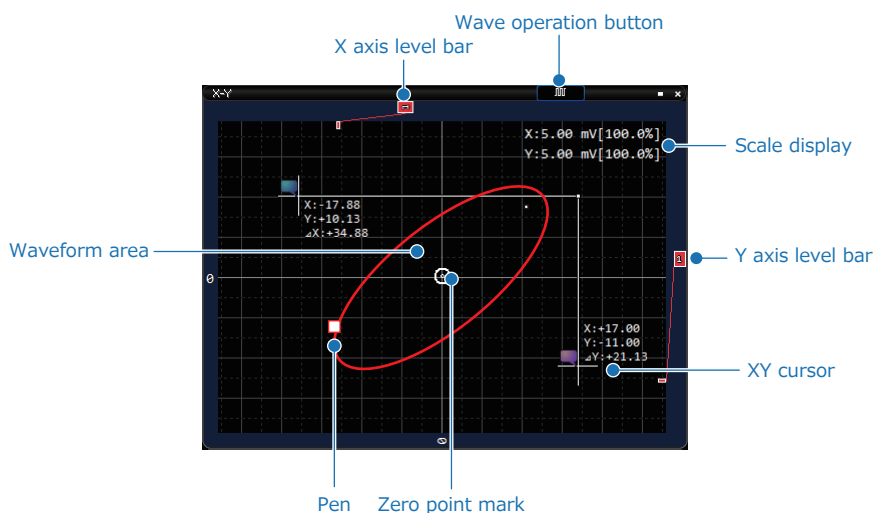 Wave operation button
X axis level bar
X-Y
X:5.00 mV[100.0%]
Y:5.00 mV[100.0%]
Scale display
X:-17.88
Y:+10.13
⊿X:+34.88
Waveform area
1
Y axis level bar
0
X:+17.00
Y:-11.00
⊿Y:+21.13
XY cursor
0
Pen
Zero point mark